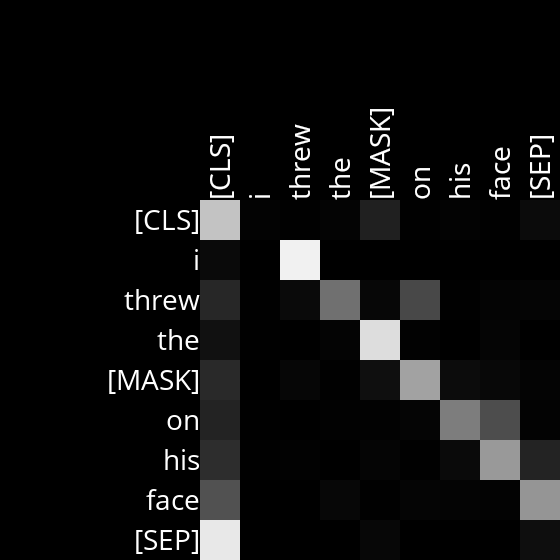 [CLS] i threw the [MASK] on his face [SEP]
[CLS]
i
threw
the
[MASK]
on
his
face
[SEP]